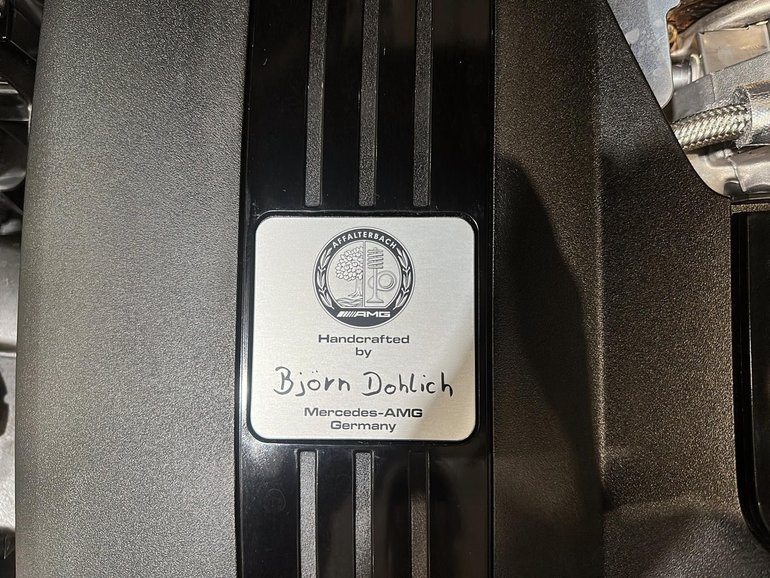 AFFALTERBACH
AMG
Handcrafted
by
Björn Dohlich
Mercedes-AMG
Germany